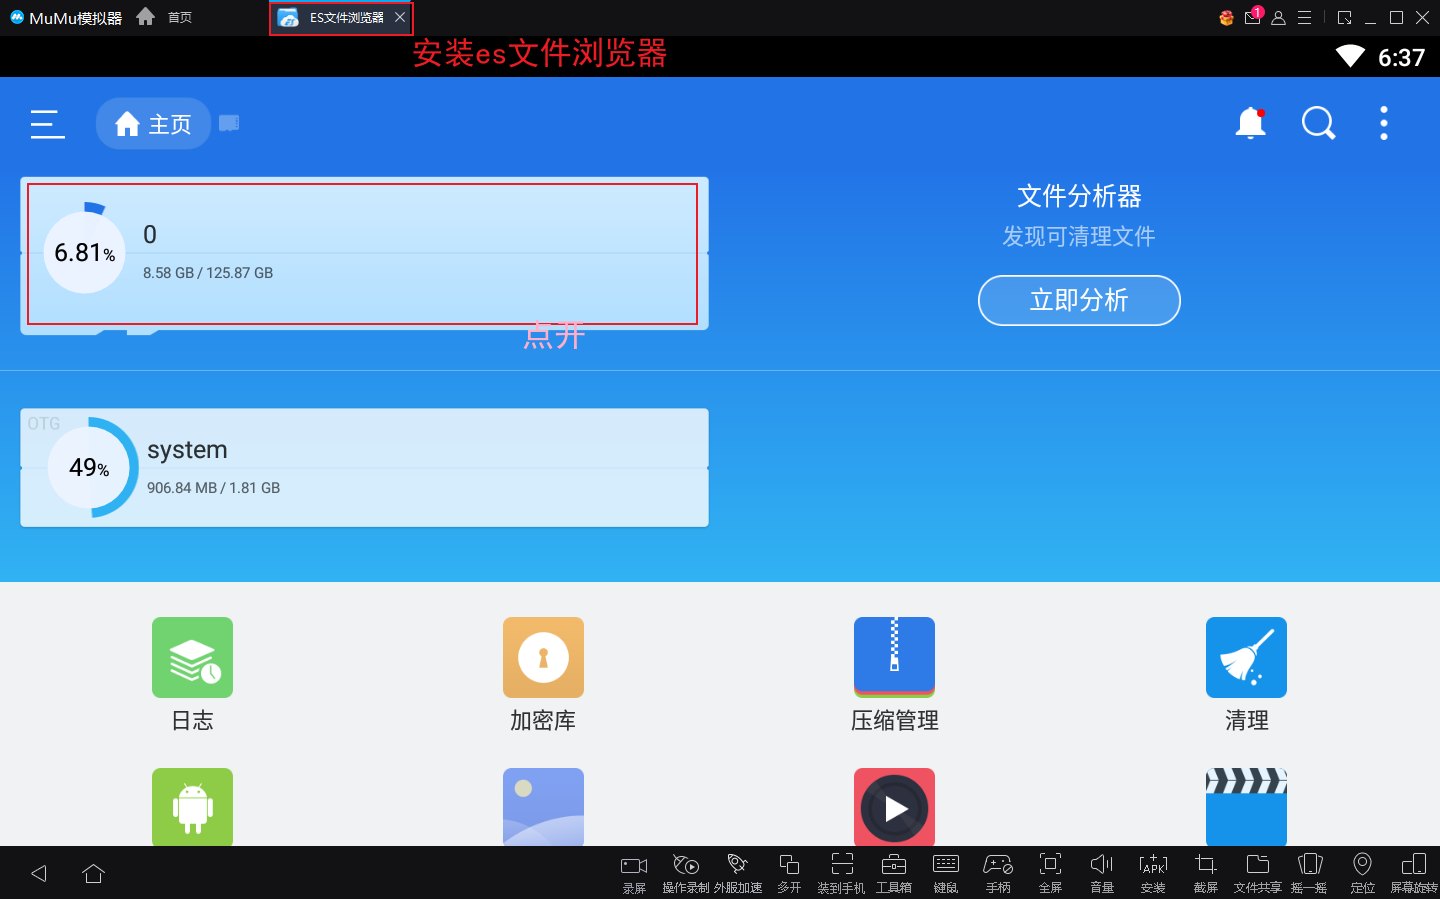 MuMu模拟器 首页 ES文件浏览器 1
安装es文件浏览器
6:37
主页
文件分析器
0
6.81%
发现可清理文件
8.58 GB / 125.87 GB
立即分析
点开
OTG
system
49%
906.84 MB / 1.81 GB
日志 加密库 压缩管理 清理
APK
录屏 操作录制 外服加速 多开 装到手机 工具箱 键鼠 手柄 全屏 音量 安装 截屏 文件共享 摇一摇 定位 屏幕旋转